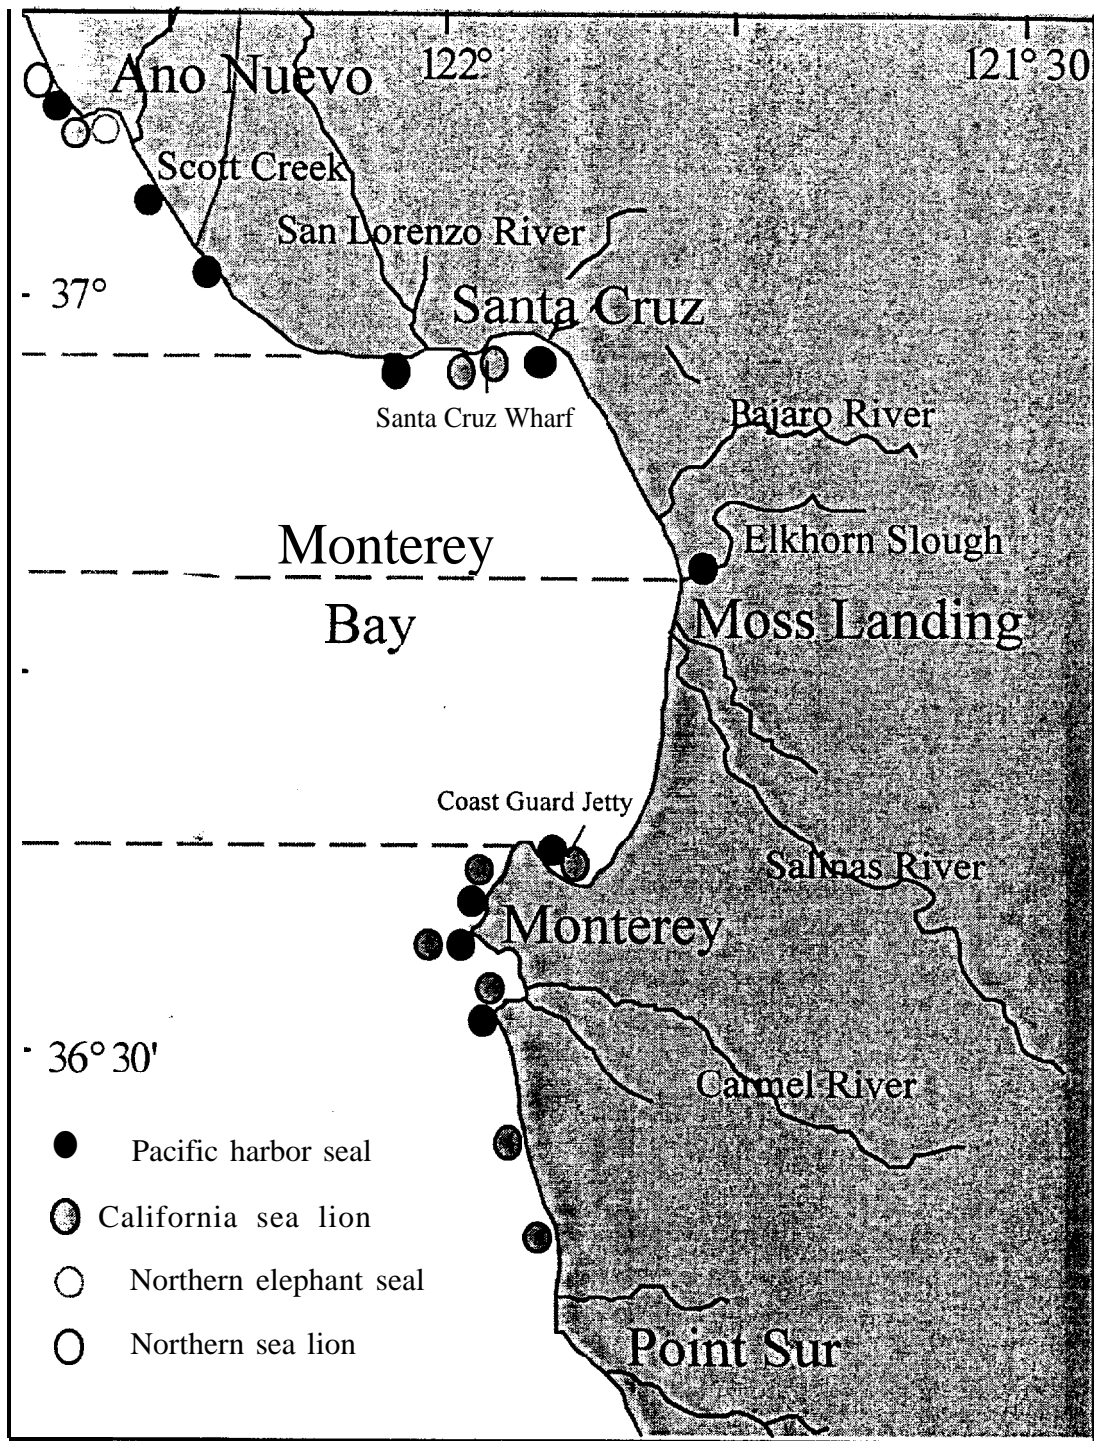 Ano Nuevo
122°
121° 30
Scott Creek
San Lorenzo River
37°
Santa Cruz
Santa Cruz Wharf
Bajaro River
Monterey
Bay
Elkhorn Slough
Moss Landing
Coast Guard Jetty
Salinas River
Monterey
36° 30'
Carmel River
Pacific harbor seal
California sea lion
Northern elephant seal
Northern sea lion
Point Sur